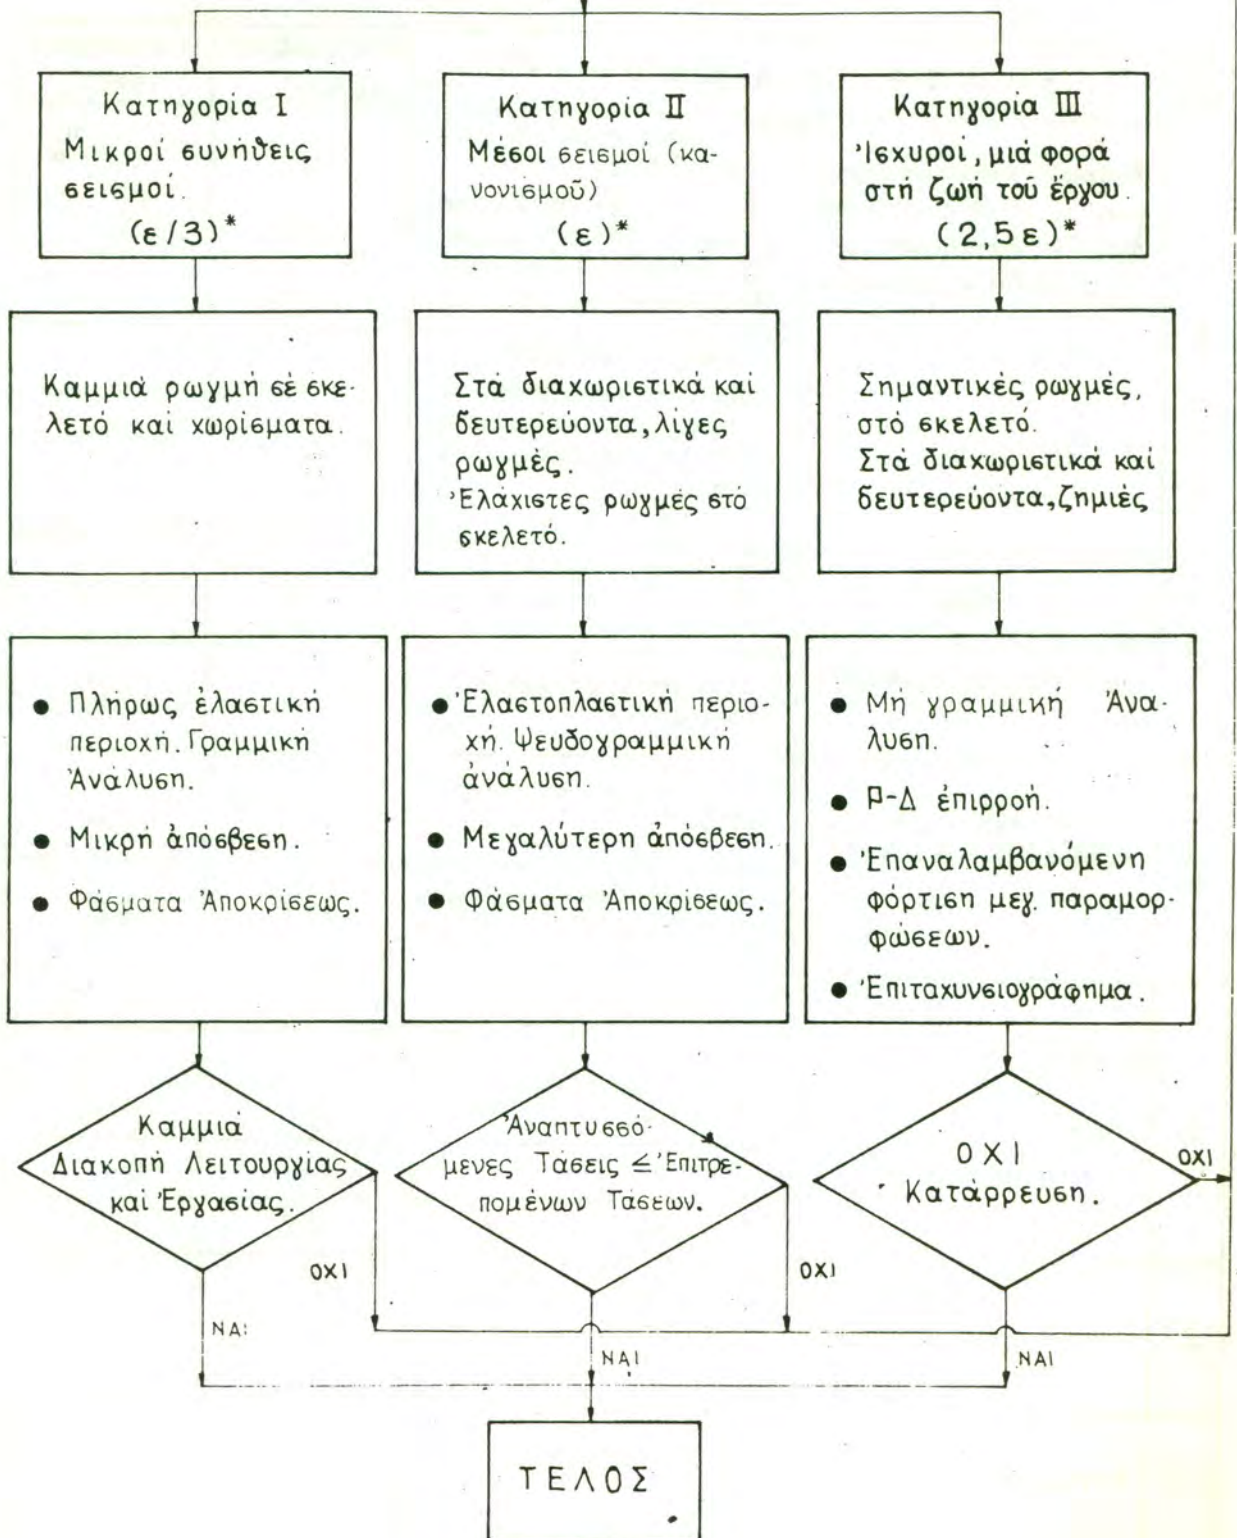 Κατηγορία ΙΙ
Κατηγορία Ι
Μικροί συνήθεις
σεισμοί.
(ε/3)*
Μέσοι σεισμοί (κα-
νονισμοῦ)
(ε)*
Κατηγορία ΙΙΙ
Ἰσχυροί, μιά φορά
στή ζωή τοῦ ἔργου.
(2,5ε)*
Καμμιά ρωγμή σέ σκε-
λετό καί χωρίσματα.
Στά διαχωριστικά καί
δευτερεύοντα, λίγες
ρωγμές.
Ἐλάχιστες ρωγμές στό
σκελετό.
Σημαντικές ρωγμές,
στό σκελετό.
Στά διαχωριστικά καί
δευτερεύοντα, ζημιές
● Πλήρως ἐλαστική
περιοχή. Γραμμική
Ἀνάλυση.
● Μικρή ἀπόσβεση.
● Φάσματα Ἀποκρίσεως.
● Ἐλαστοπλαστική περιο-
χή. Ψευδογραμμική
ἀνάλυση.
● Μεγαλύτερη ἀπόσβεση.
● Φάσματα Ἀποκρίσεως.
● Μή γραμμική Ἀνά-
λυση.
● P-Δ ἐπιρροή.
● Ἐπαναλαμβανόμενη
φόρτιση μεγ. παραμορ-
φώσεων.
● Ἐπιταχυνσιογράφημα.
Καμμιά
Διακοπή Λειτουργίας
καί Ἐργασίας.
ΟΧΙ
ΝΑΙ
Ἀναπτυσσό-
μενες Τάσεις ≤ Ἐπιτρε-
πομένων Τάσεων.
ΟΧΙ
ΝΑΙ
ΟΧΙ
Κατάρρευση.
ΟΧΙ
ΝΑΙ
ΤΕΛΟΣ